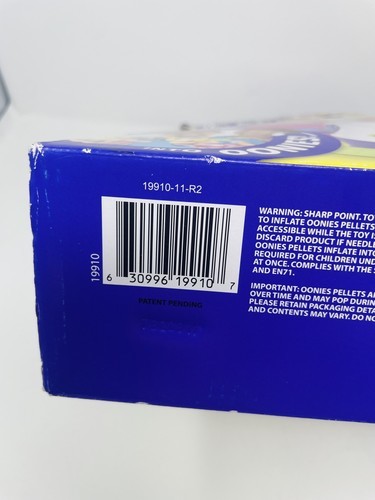 OONIES
19910-11-R2
19910
6 30996 19910 7
PATENT PENDING
WARNING: SHARP POINT. TO
TO INFLATE OONIES PELLETS
ACCESSIBLE WHILE THE TOY IS
DISCARD PRODUCT IF NEEDLE
OONIES PELLETS INFLATE INTO
REQUIRED FOR CHILDREN UND
AT ONCE. COMPLIES WITH THE S
AND EN71.
IMPORTANT: OONIES PELLETS A
OVER TIME AND MAY POP DURIN
PLEASE RETAIN PACKAGING DETA
AND CONTENTS MAY VARY. DO NO